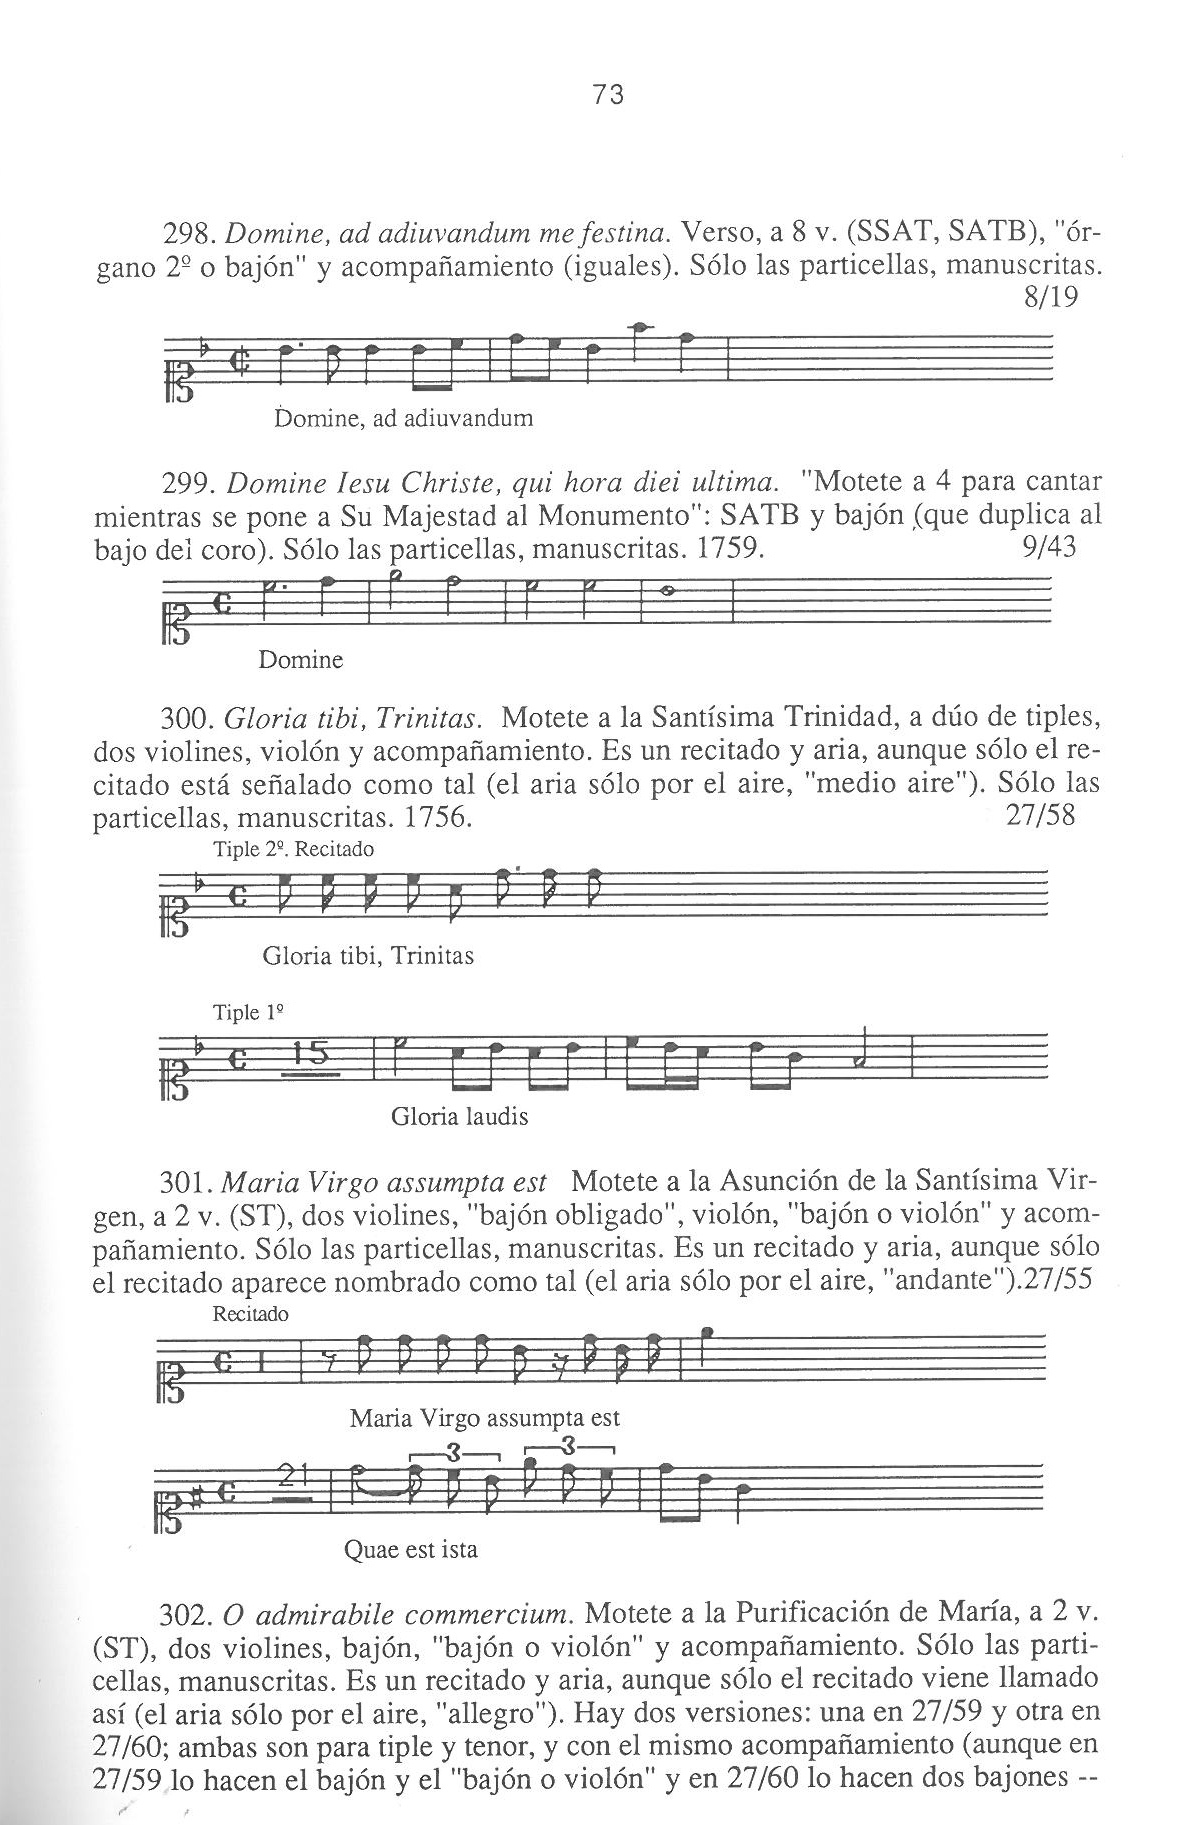 73
298. Domine, ad adiuvandum me festina. Verso, a 8 v. (SSAT, SATB), "ór-
gano 2º o bajón" y acompañamiento (iguales). Sólo las particellas, manuscritas.
8/19
Domine, ad adiuvandum
299. Domine Iesu Christe, qui hora diei ultima. "Motete a 4 para cantar
mientras se pone a Su Majestad al Monumento": SATB y bajón (que duplica al
bajo del coro). Sólo las particellas, manuscritas. 1759. 9/43
Domine
300. Gloria tibi, Trinitas. Motete a la Santísima Trinidad, a dúo de tiples,
dos violines, violón y acompañamiento. Es un recitado y aria, aunque sólo el re-
citado está señalado como tal (el aria sólo por el aire, "medio aire"). Sólo las
particellas, manuscritas. 1756. 27/58
Tiple 2º. Recitado
Gloria tibi, Trinitas
Tiple 1º
15
Gloria laudis
301. Maria Virgo assumpta est Motete a la Asunción de la Santísima Vir-
gen, a 2 v. (ST), dos violines, "bajón obligado", violón, "bajón o violón" y acom-
pañamiento. Sólo las particellas, manuscritas. Es un recitado y aria, aunque sólo
el recitado aparece nombrado como tal (el aria sólo por el aire, "andante").27/55
Recitado
Maria Virgo assumpta est
3 3
21
Quae est ista
302. O admirabile commercium. Motete a la Purificación de María, a 2 v.
(ST), dos violines, bajón, "bajón o violón" y acompañamiento. Sólo las parti-
cellas, manuscritas. Es un recitado y aria, aunque sólo el recitado viene llamado
así (el aria sólo por el aire, "allegro"). Hay dos versiones: una en 27/59 y otra en
27/60; ambas son para tiple y tenor, y con el mismo acompañamiento (aunque en
27/59 lo hacen el bajón y el "bajón o violón" y en 27/60 lo hacen dos bajones --